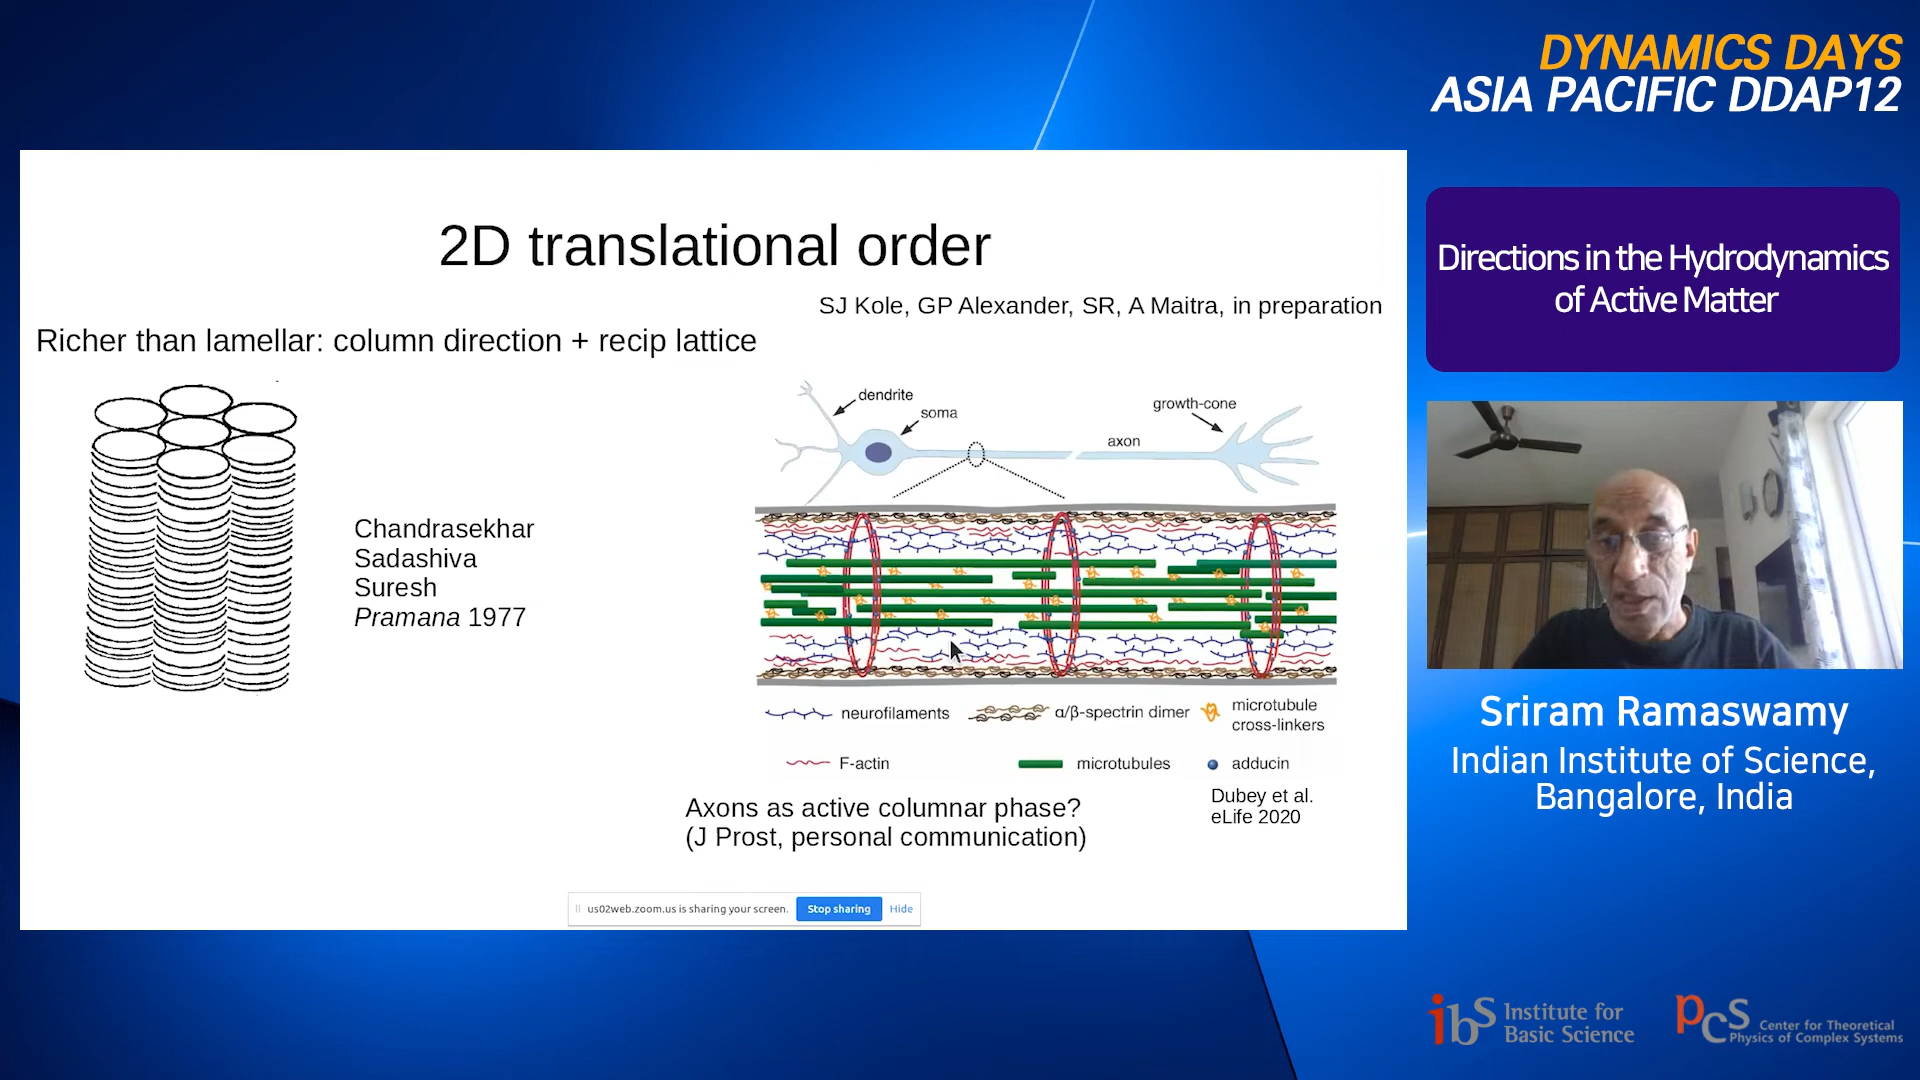 DYNAMICS DAYS
ASIA PACIFIC DDAP12
2D translational order
SJ Kole, GP Alexander, SR, A Maitra, in preparation
Richer than lamellar: column direction + recip lattice
Chandrasekhar
Sadashiva
Suresh
Pramana 1977
dendrite
soma
growth-cone
axon
neurofilaments
α/β-spectrin dimer
microtubule
cross-linkers
F-actin
microtubules
adducin
Dubey et al.
eLife 2020
Axons as active columnar phase?
(J Prost, personal communication)
us02web.zoom.us is sharing your screen.
Stop sharing
Hide
Directions in the Hydrodynamics
of Active Matter
Sriram Ramaswamy
Indian Institute of Science,
Bangalore, India
ibs Institute for
Basic Science
pcs Center for Theoretical
Physics of Complex Systems